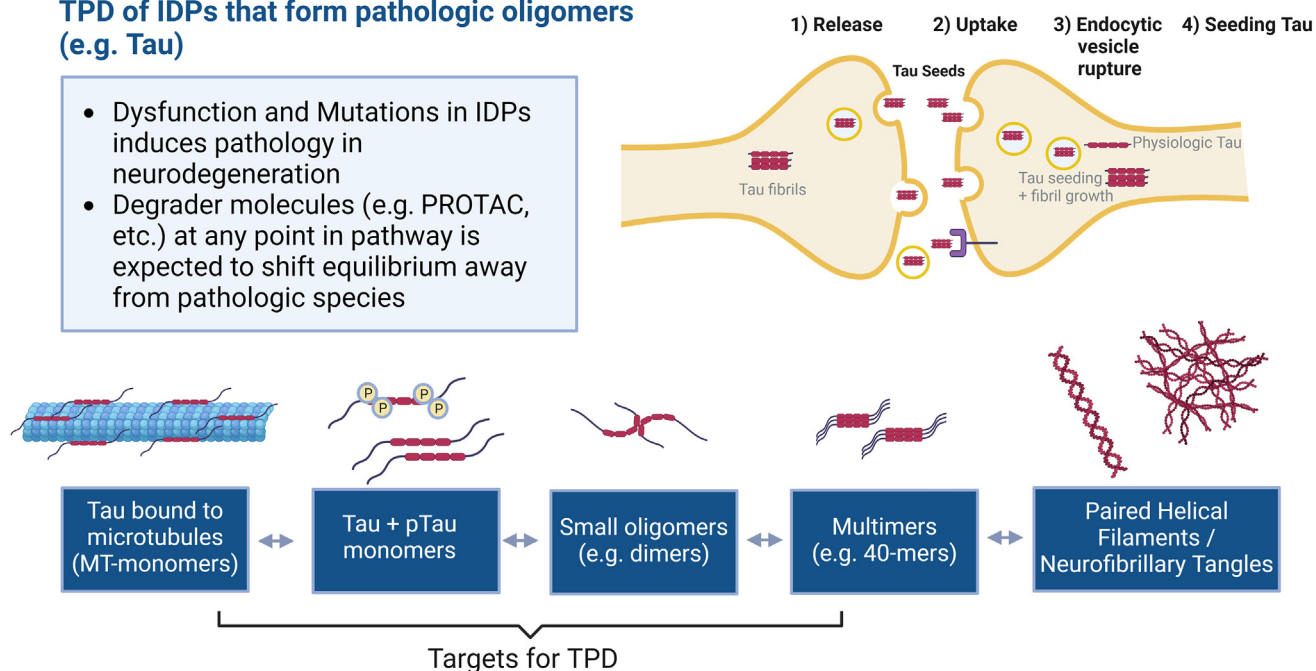 TPD of IDPs that form pathologic oligomers
(e.g. Tau)
• Dysfunction and Mutations in IDPs
induces pathology in
neurodegeneration
• Degrader molecules (e.g. PROTAC,
etc.) at any point in pathway is
expected to shift equilibrium away
from pathologic species
1) Release
2) Uptake
3) Endocytic
vesicle
rupture
4) Seeding Tau
Tau Seeds
Tau fibrils
Physiologic Tau
Tau seeding
+ fibril growth
P
P
P
P
Tau bound to
microtubules
(MT-monomers)
Tau + pTau
monomers
Small oligomers
(e.g. dimers)
Multimers
(e.g. 40-mers)
Paired Helical
Filaments /
Neurofibrillary Tangles
Targets for TPD